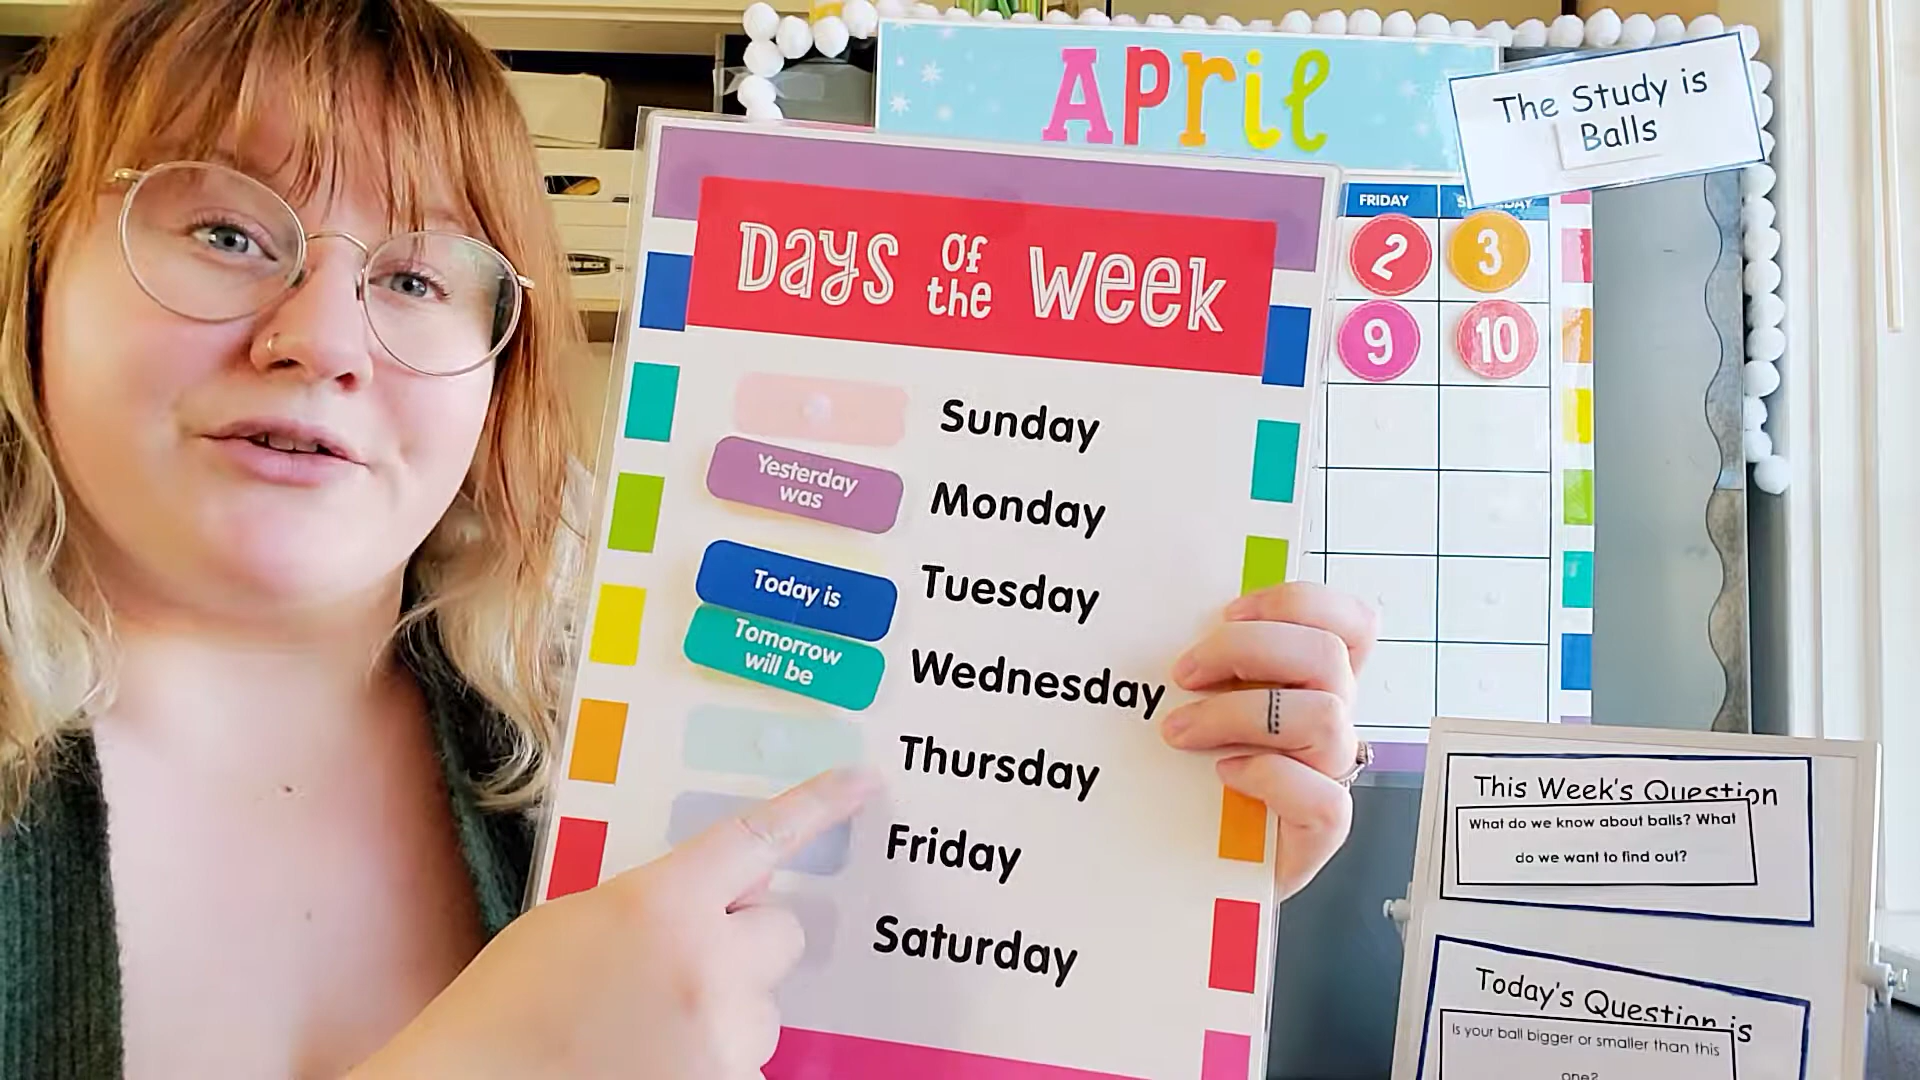 April
The Study is
Balls
Days of the Week
FRIDAY
2
3
9
10
Sunday
Yesterday
was
Monday
Today is
Tuesday
Tomorrow
will be
Wednesday
Thursday
Friday
Saturday
This Week's Question
What do we know about balls? What
do we want to find out?
Today's Question is
Is your ball bigger or smaller than this
one?